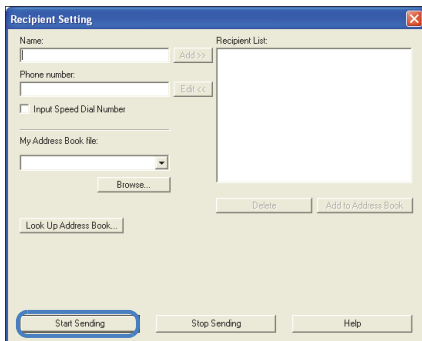 Recipient Setting
Name:
Add >>
Phone number:
Edit <<
Input Speed Dial Number
My Address Book file:
Browse...
Look Up Address Book...
Recipient List:
Delete
Add to Address Book
Start Sending
Stop Sending
Help